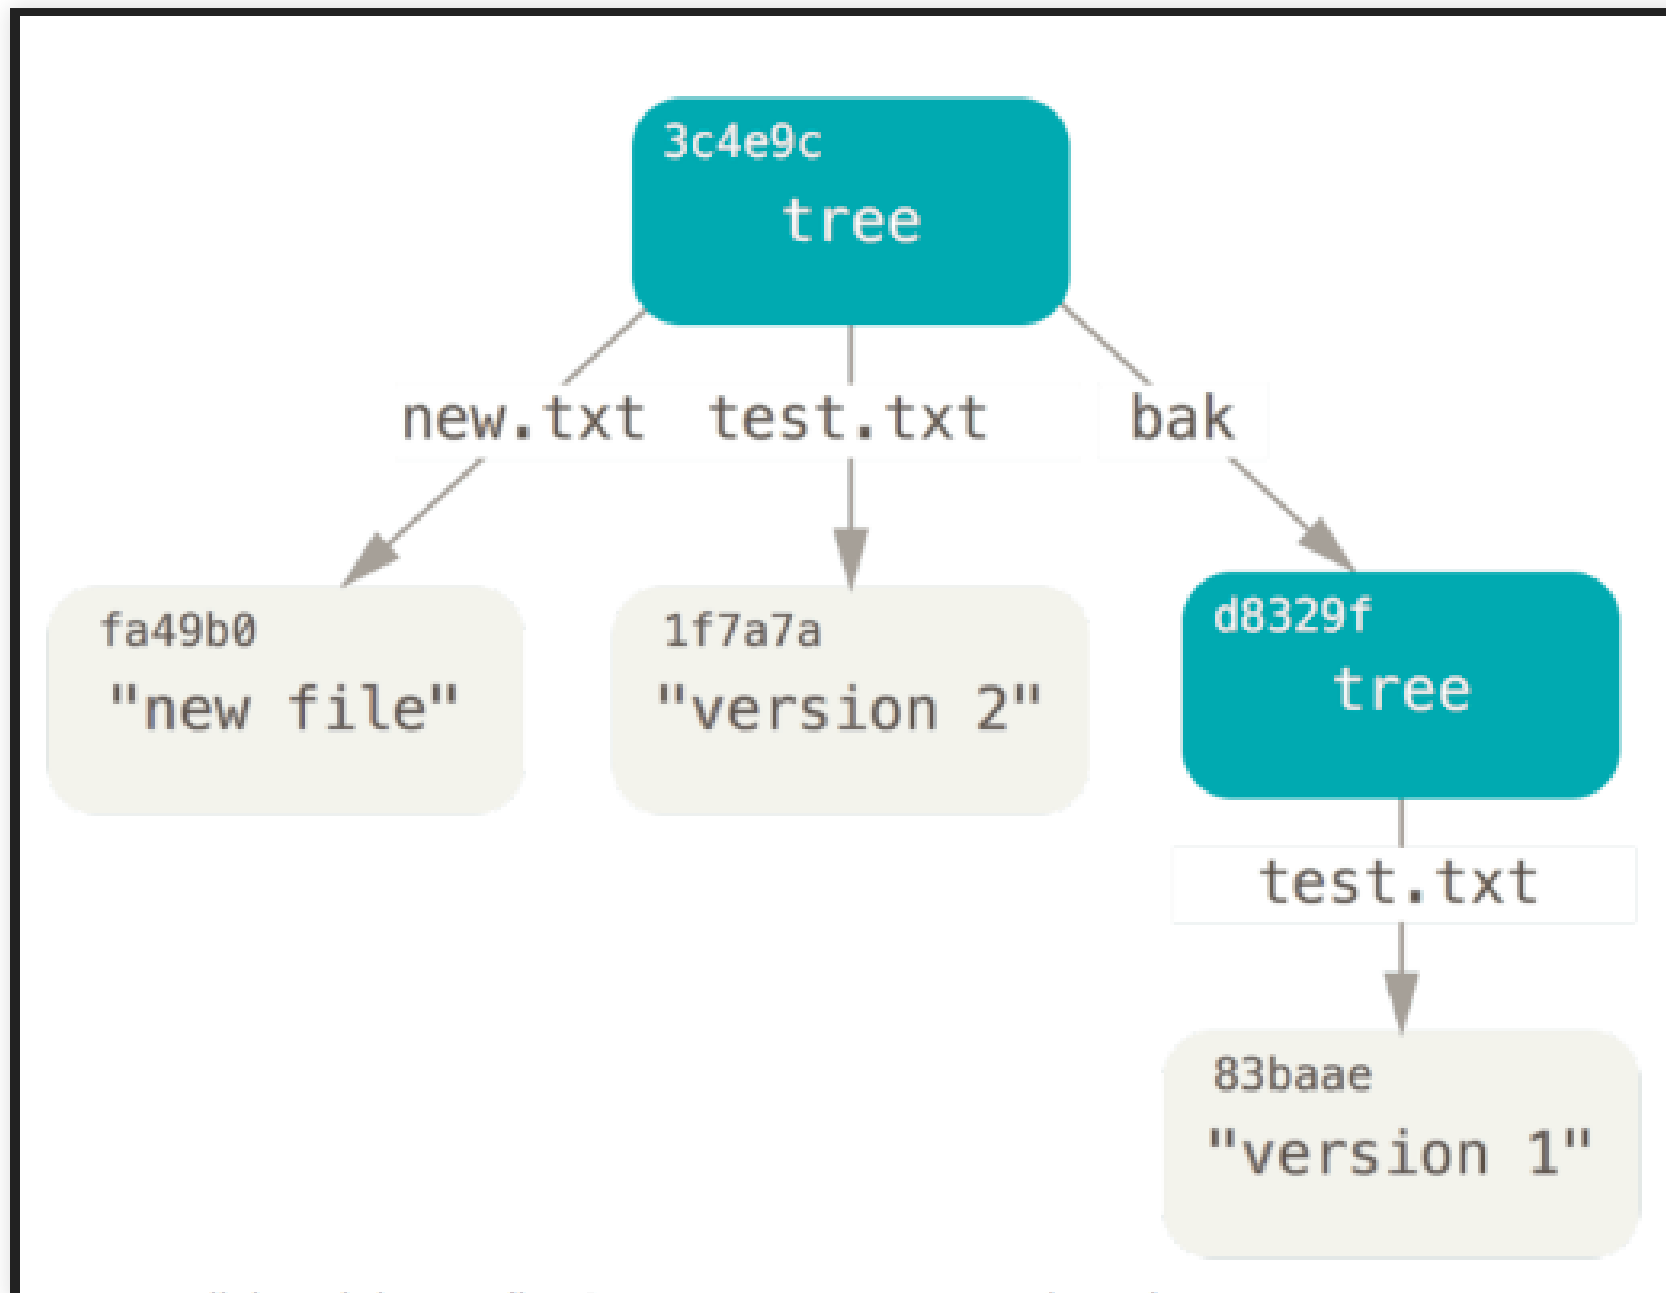 3c4e9c
tree
new.txt test.txt bak
fa49b0
"new file"
1f7a7a
"version 2"
d8329f
tree
test.txt
83baae
"version 1"